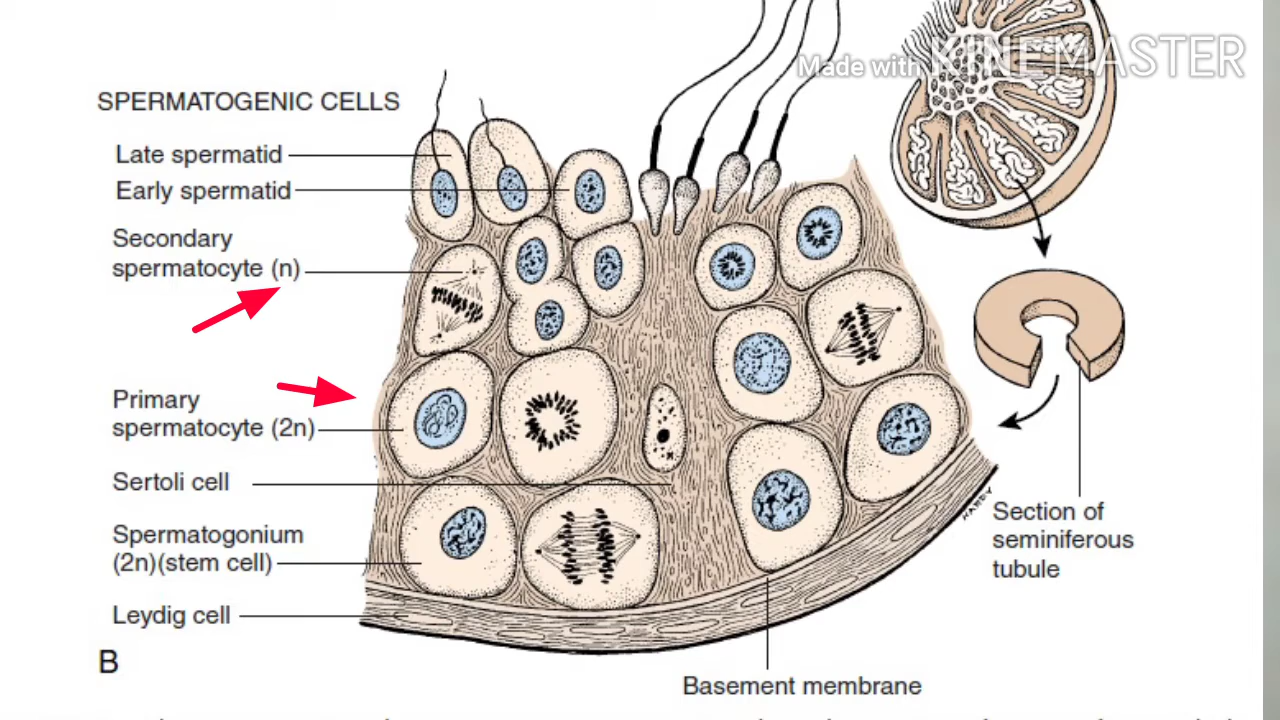 Made with KINEMASTER
SPERMATOGENIC CELLS
Late spermatid
Early spermatid
Secondary
spermatocyte (n)
Primary
spermatocyte (2n)
Sertoli cell
Spermatogonium
(2n)(stem cell)
Leydig cell
B
Basement membrane
HARDY
Section of
seminiferous
tubule